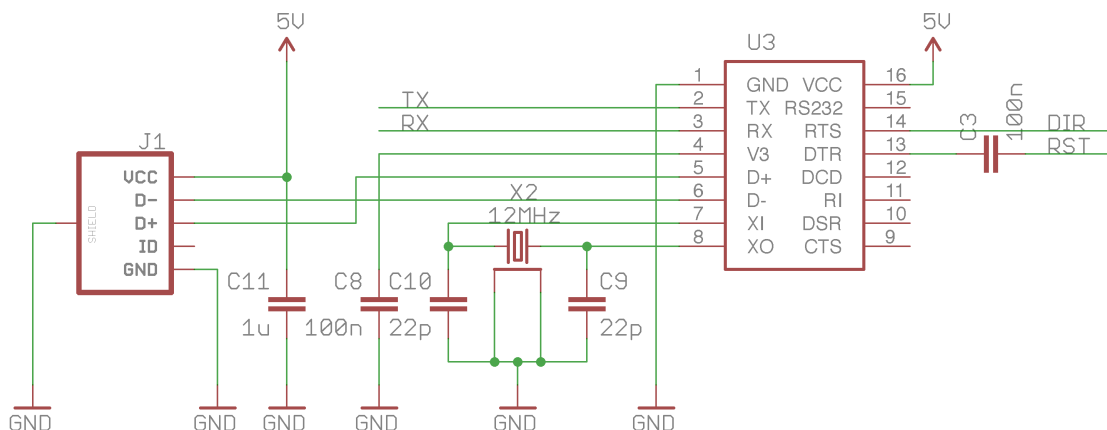 5V
5V
U3
1 GND VCC 16
TX 2 TX RS232 15
RX 3 RX RTS 14 DIR
4 V3 DTR 13 RST
5 D+ DCD 12
6 D- RI 11
7 XI DSR 10
8 XO CTS 9
C3
100n
J1
VCC
D-
D+
ID
GND
SHIELD
X2
12MHz
C11
1u
C8
100n
C10
22p
C9
22p
GND
GND
GND
GND
GND
GND